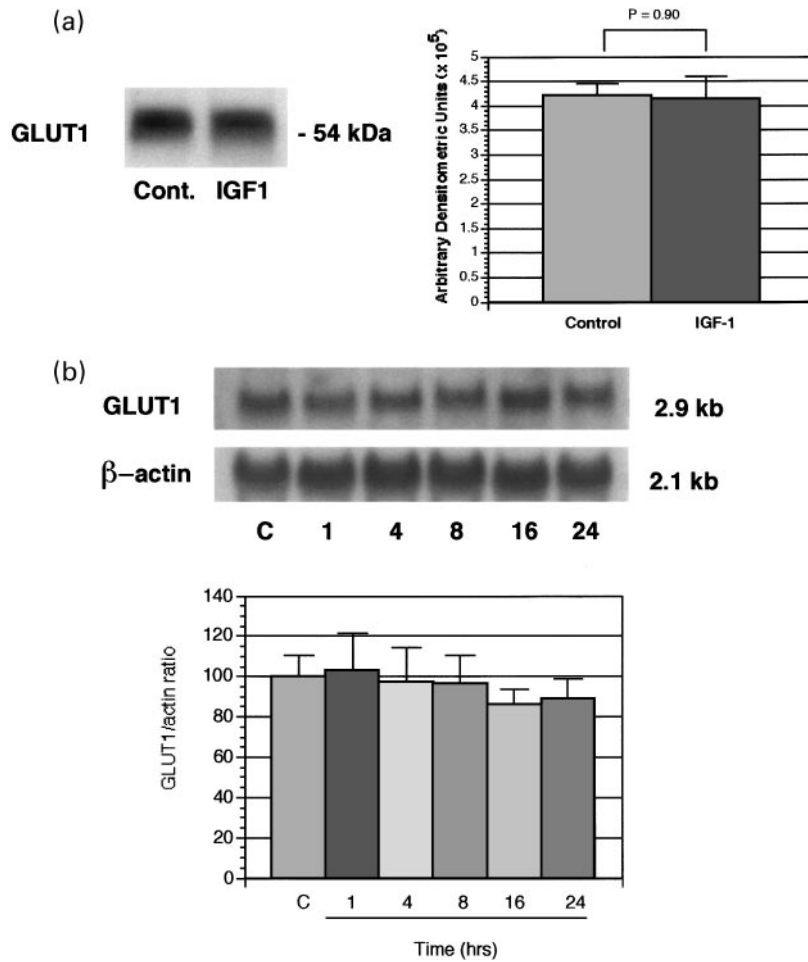 (a)
GLUT1
- 54 kDa
Cont. IGF1
P = 0.90
Arbitrary Densitometric Units (x 10⁵)
5
4.5
4
3.5
3
2.5
2
1.5
1
0.5
0
Control IGF-1
(b)
GLUT1
2.9 kb
β-actin
2.1 kb
C 1 4 8 16 24
GLUT1/actin ratio
140
120
100
80
60
40
20
0
C 1 4 8 16 24
Time (hrs)